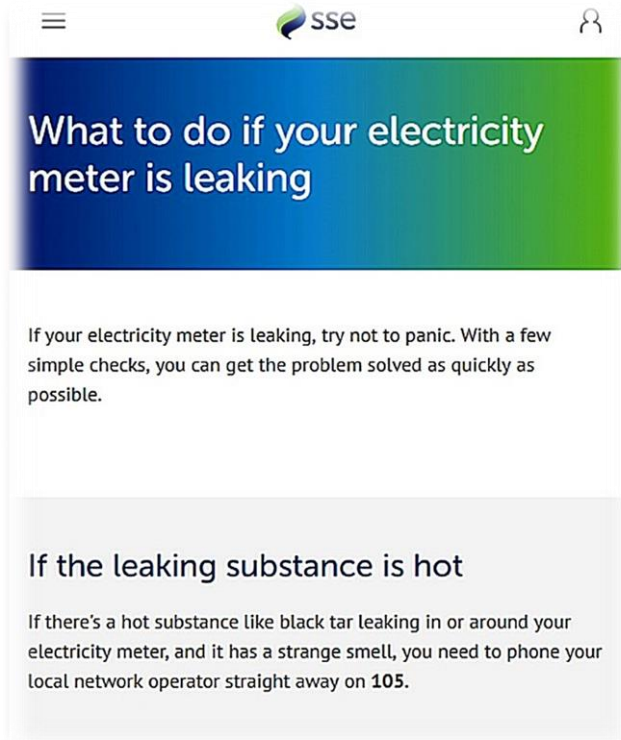 sse
What to do if your electricity
meter is leaking
If your electricity meter is leaking, try not to panic. With a few
simple checks, you can get the problem solved as quickly as
possible.
If the leaking substance is hot
If there's a hot substance like black tar leaking in or around your
electricity meter, and it has a strange smell, you need to phone your
local network operator straight away on 105.